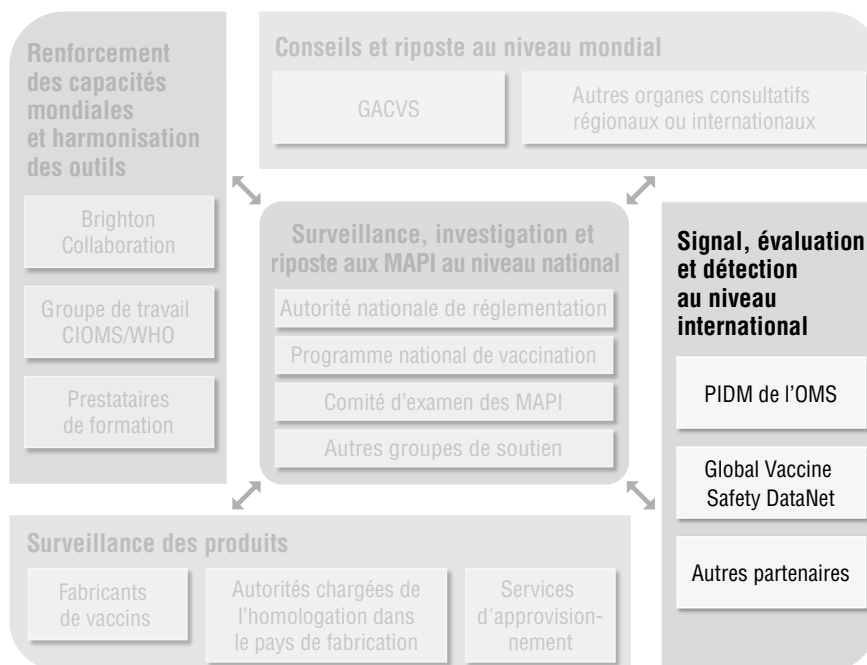 Renforcement
des capacités
mondiales
et harmonisation
des outils
Brighton
Collaboration
Groupe de travail
CIOMS/WHO
Prestataires
de formation
Conseils et riposte au niveau mondial
GACVS
Autres organes consultatifs
régionaux ou internationaux
Surveillance, investigation et
riposte aux MAPI au niveau national
Autorité nationale de réglementation
Programme national de vaccination
Comité d'examen des MAPI
Autres groupes de soutien
Signal, évaluation
et détection
au niveau
international
PIDM de l'OMS
Global Vaccine
Safety DataNet
Autres partenaires
Surveillance des produits
Fabricants
de vaccins
Autorités chargées de
l'homologation dans
le pays de fabrication
Services
d'approvision-
nement